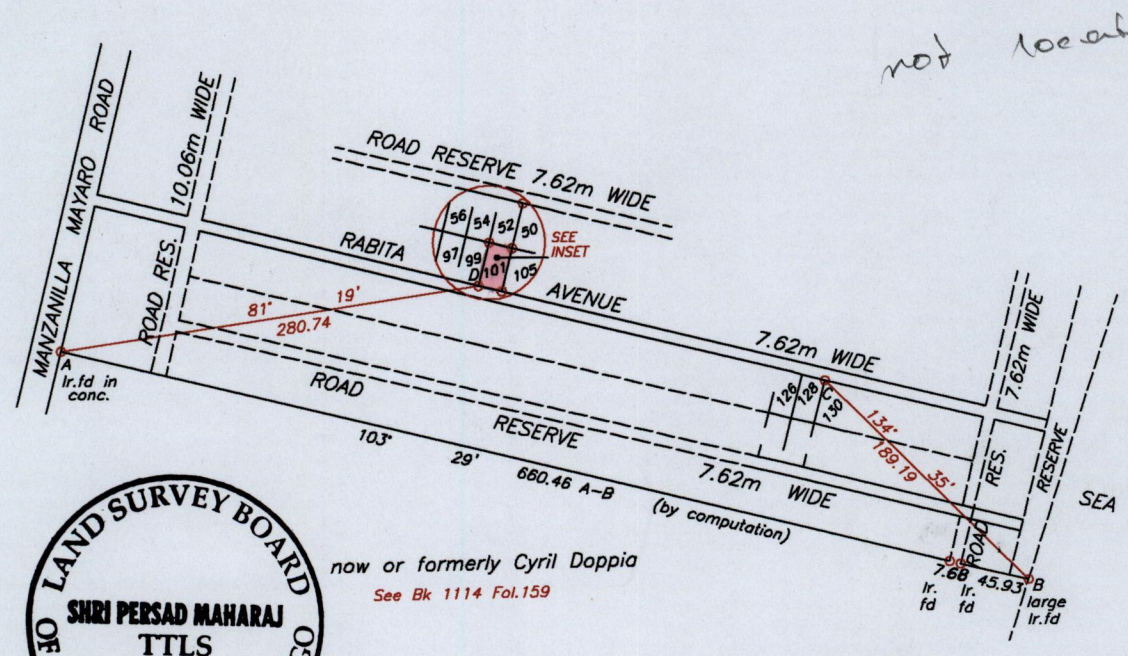 not
MANZANILLA MAYARO ROAD
10.06m WIDE
ROAD RES.
ROAD RESERVE 7.62m WIDE
56 54 52 50
97 99 101 105
D
SEE
INSET
RABITA AVENUE 7.62m WIDE
81° 19'
280.74
A
Ir.fd in
conc.
ROAD RESERVE 7.62m WIDE
103° 29' 660.46 A-B (by computation)
126 128 130
C
134° 35'
189.19
7.62m WIDE
ROAD RES.
RESERVE
SEA
7.68
45.93
B
Ir.
fd
Ir.
fd
large
Ir.fd
now or formerly Cyril Doppia
See Bk 1114 Fol.159
LAND SURVEY BOARD OF
SHRI PERSAD MAHARAJ
TTLS